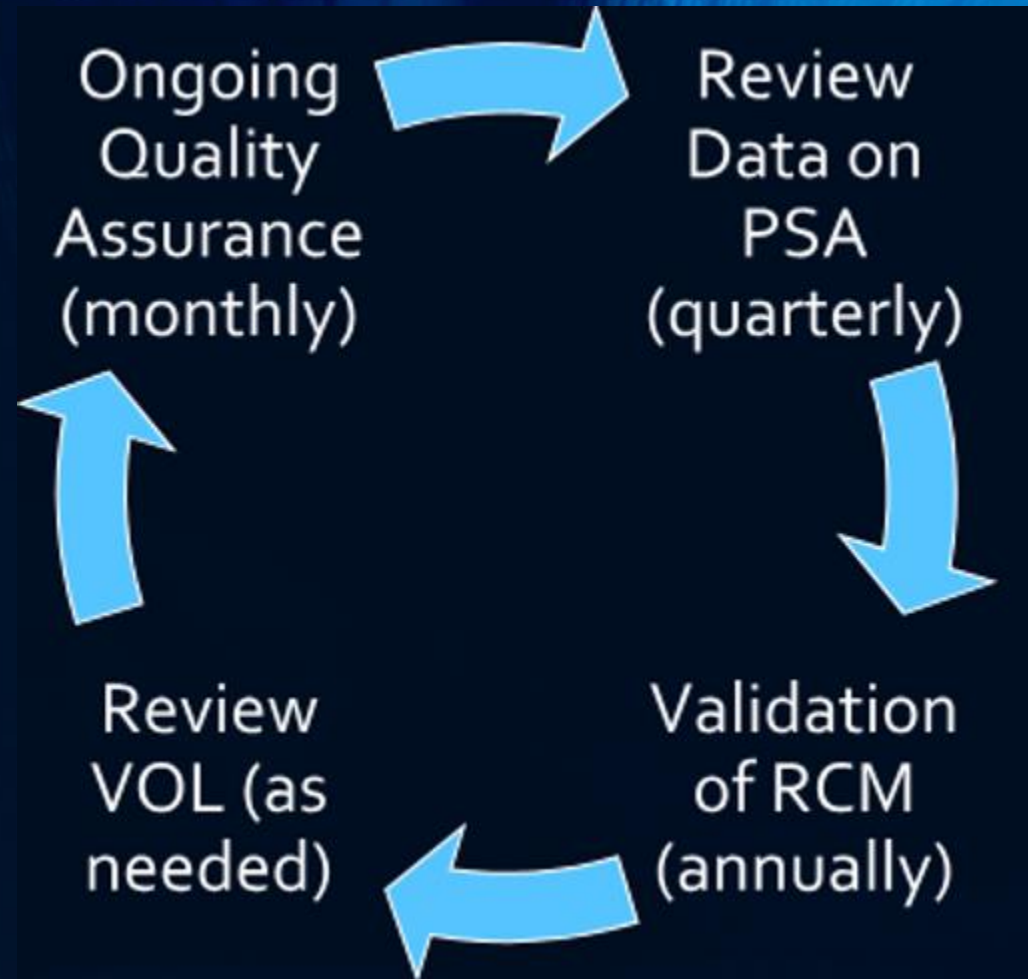 Ongoing
Quality
Assurance
(monthly)
Review
Data on
PSA
(quarterly)
Validation
of RCM
(annually)
Review
VOL (as
needed)